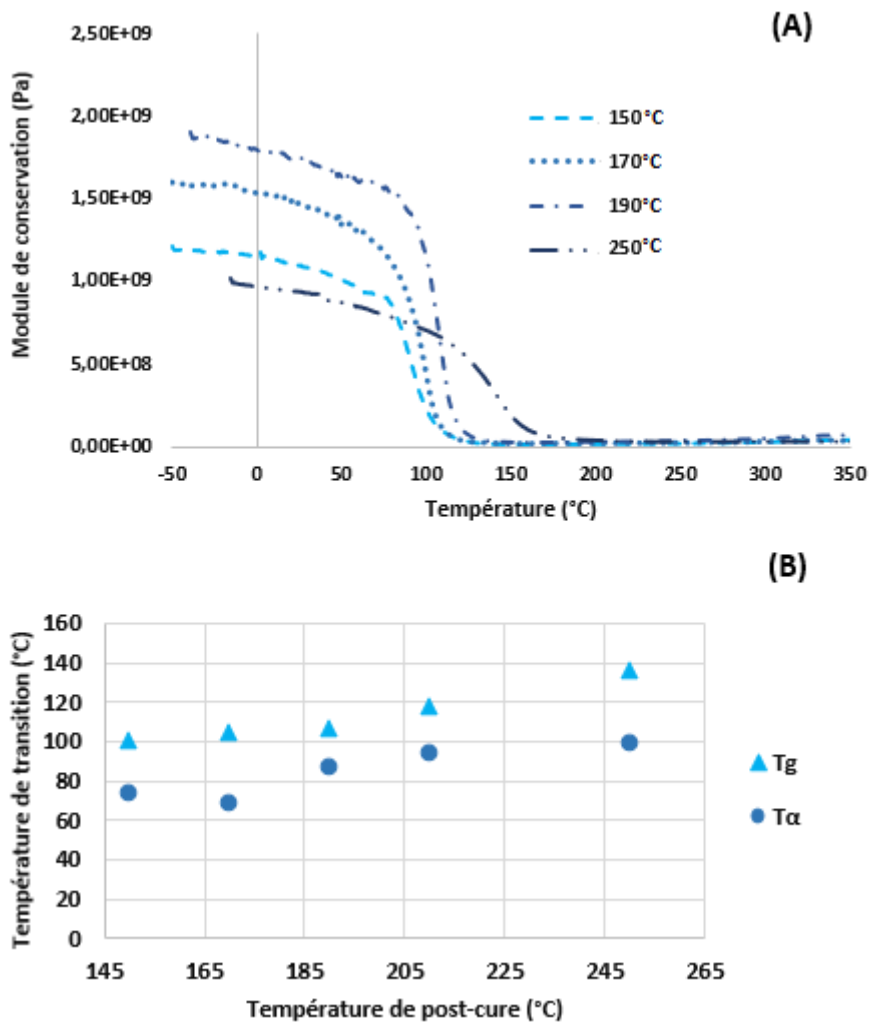 (A)
Module de conservation (Pa)
2,50E+09
2,00E+09
1,50E+09
1,00E+09
5,00E+08
0,00E+00
-50 0 50 100 150 200 250 300 350
Température (°C)
150°C
170°C
190°C
250°C
(B)
Température de transition (°C)
160
140
120
100
80
60
40
20
0
145 165 185 205 225 245 265
Température de post-cure (°C)
Tg
Tα